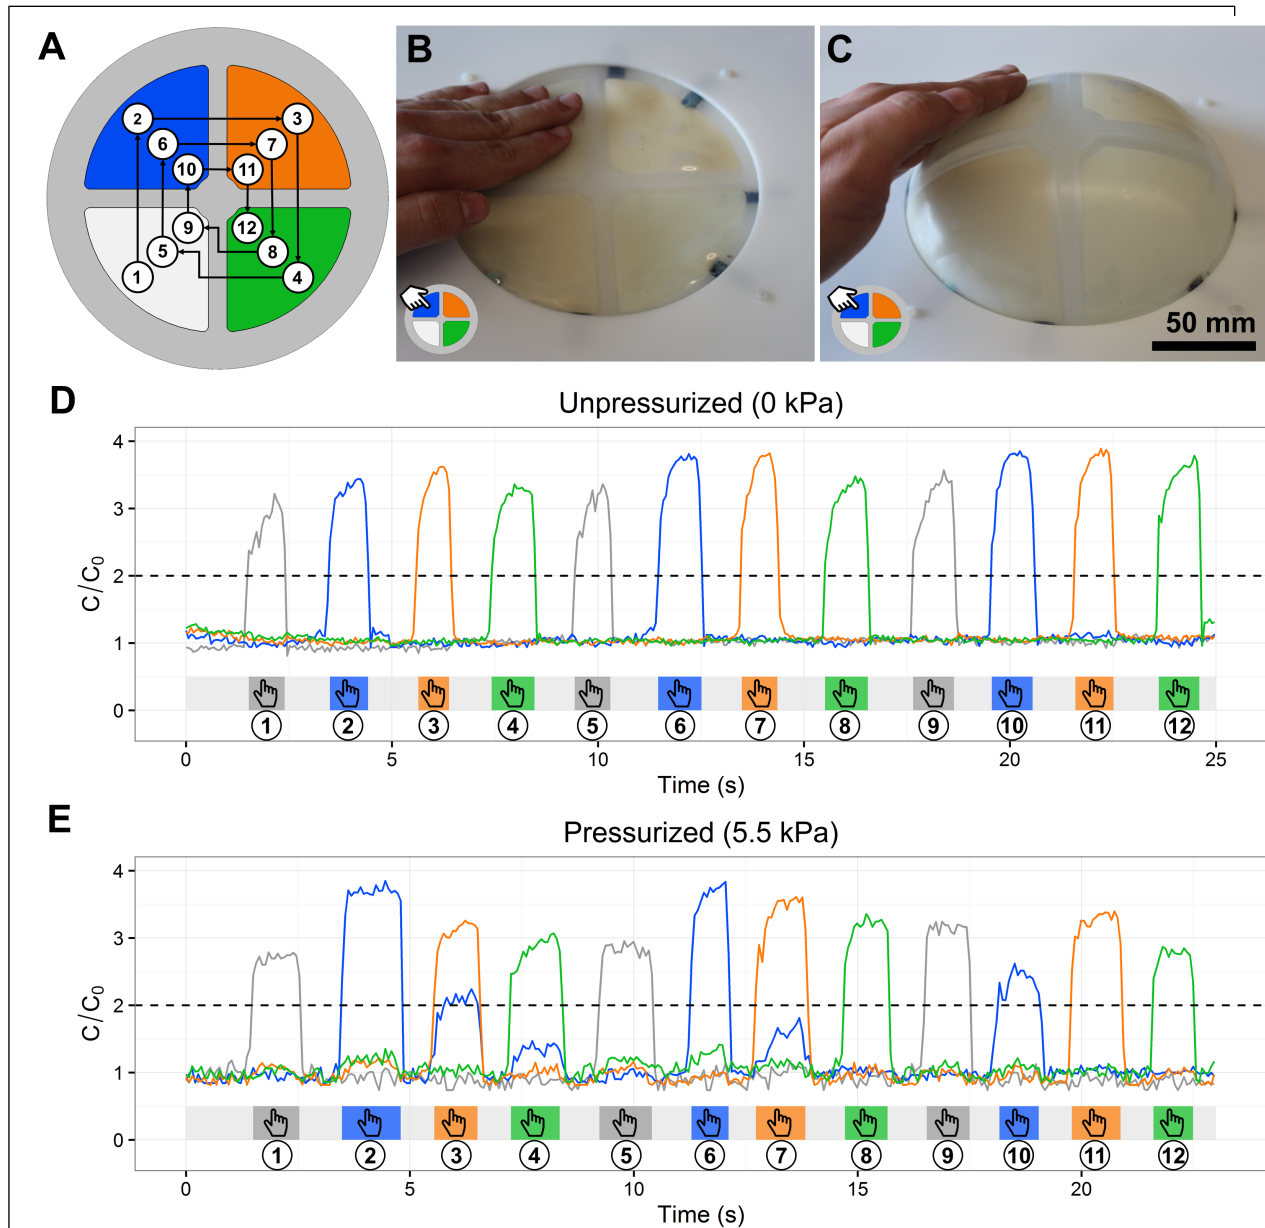 A
B
C
2
3
6
7
10
11
9
12
5
8
1
4
50 mm
D
Unpressurized (0 kPa)
C/C0
4
3
2
1
0
1 2 3 4 5 6 7 8 9 10 11 12
0 5 10 15 20 25
Time (s)
E
Pressurized (5.5 kPa)
C/C0
4
3
2
1
0
1 2 3 4 5 6 7 8 9 10 11 12
0 5 10 15 20
Time (s)